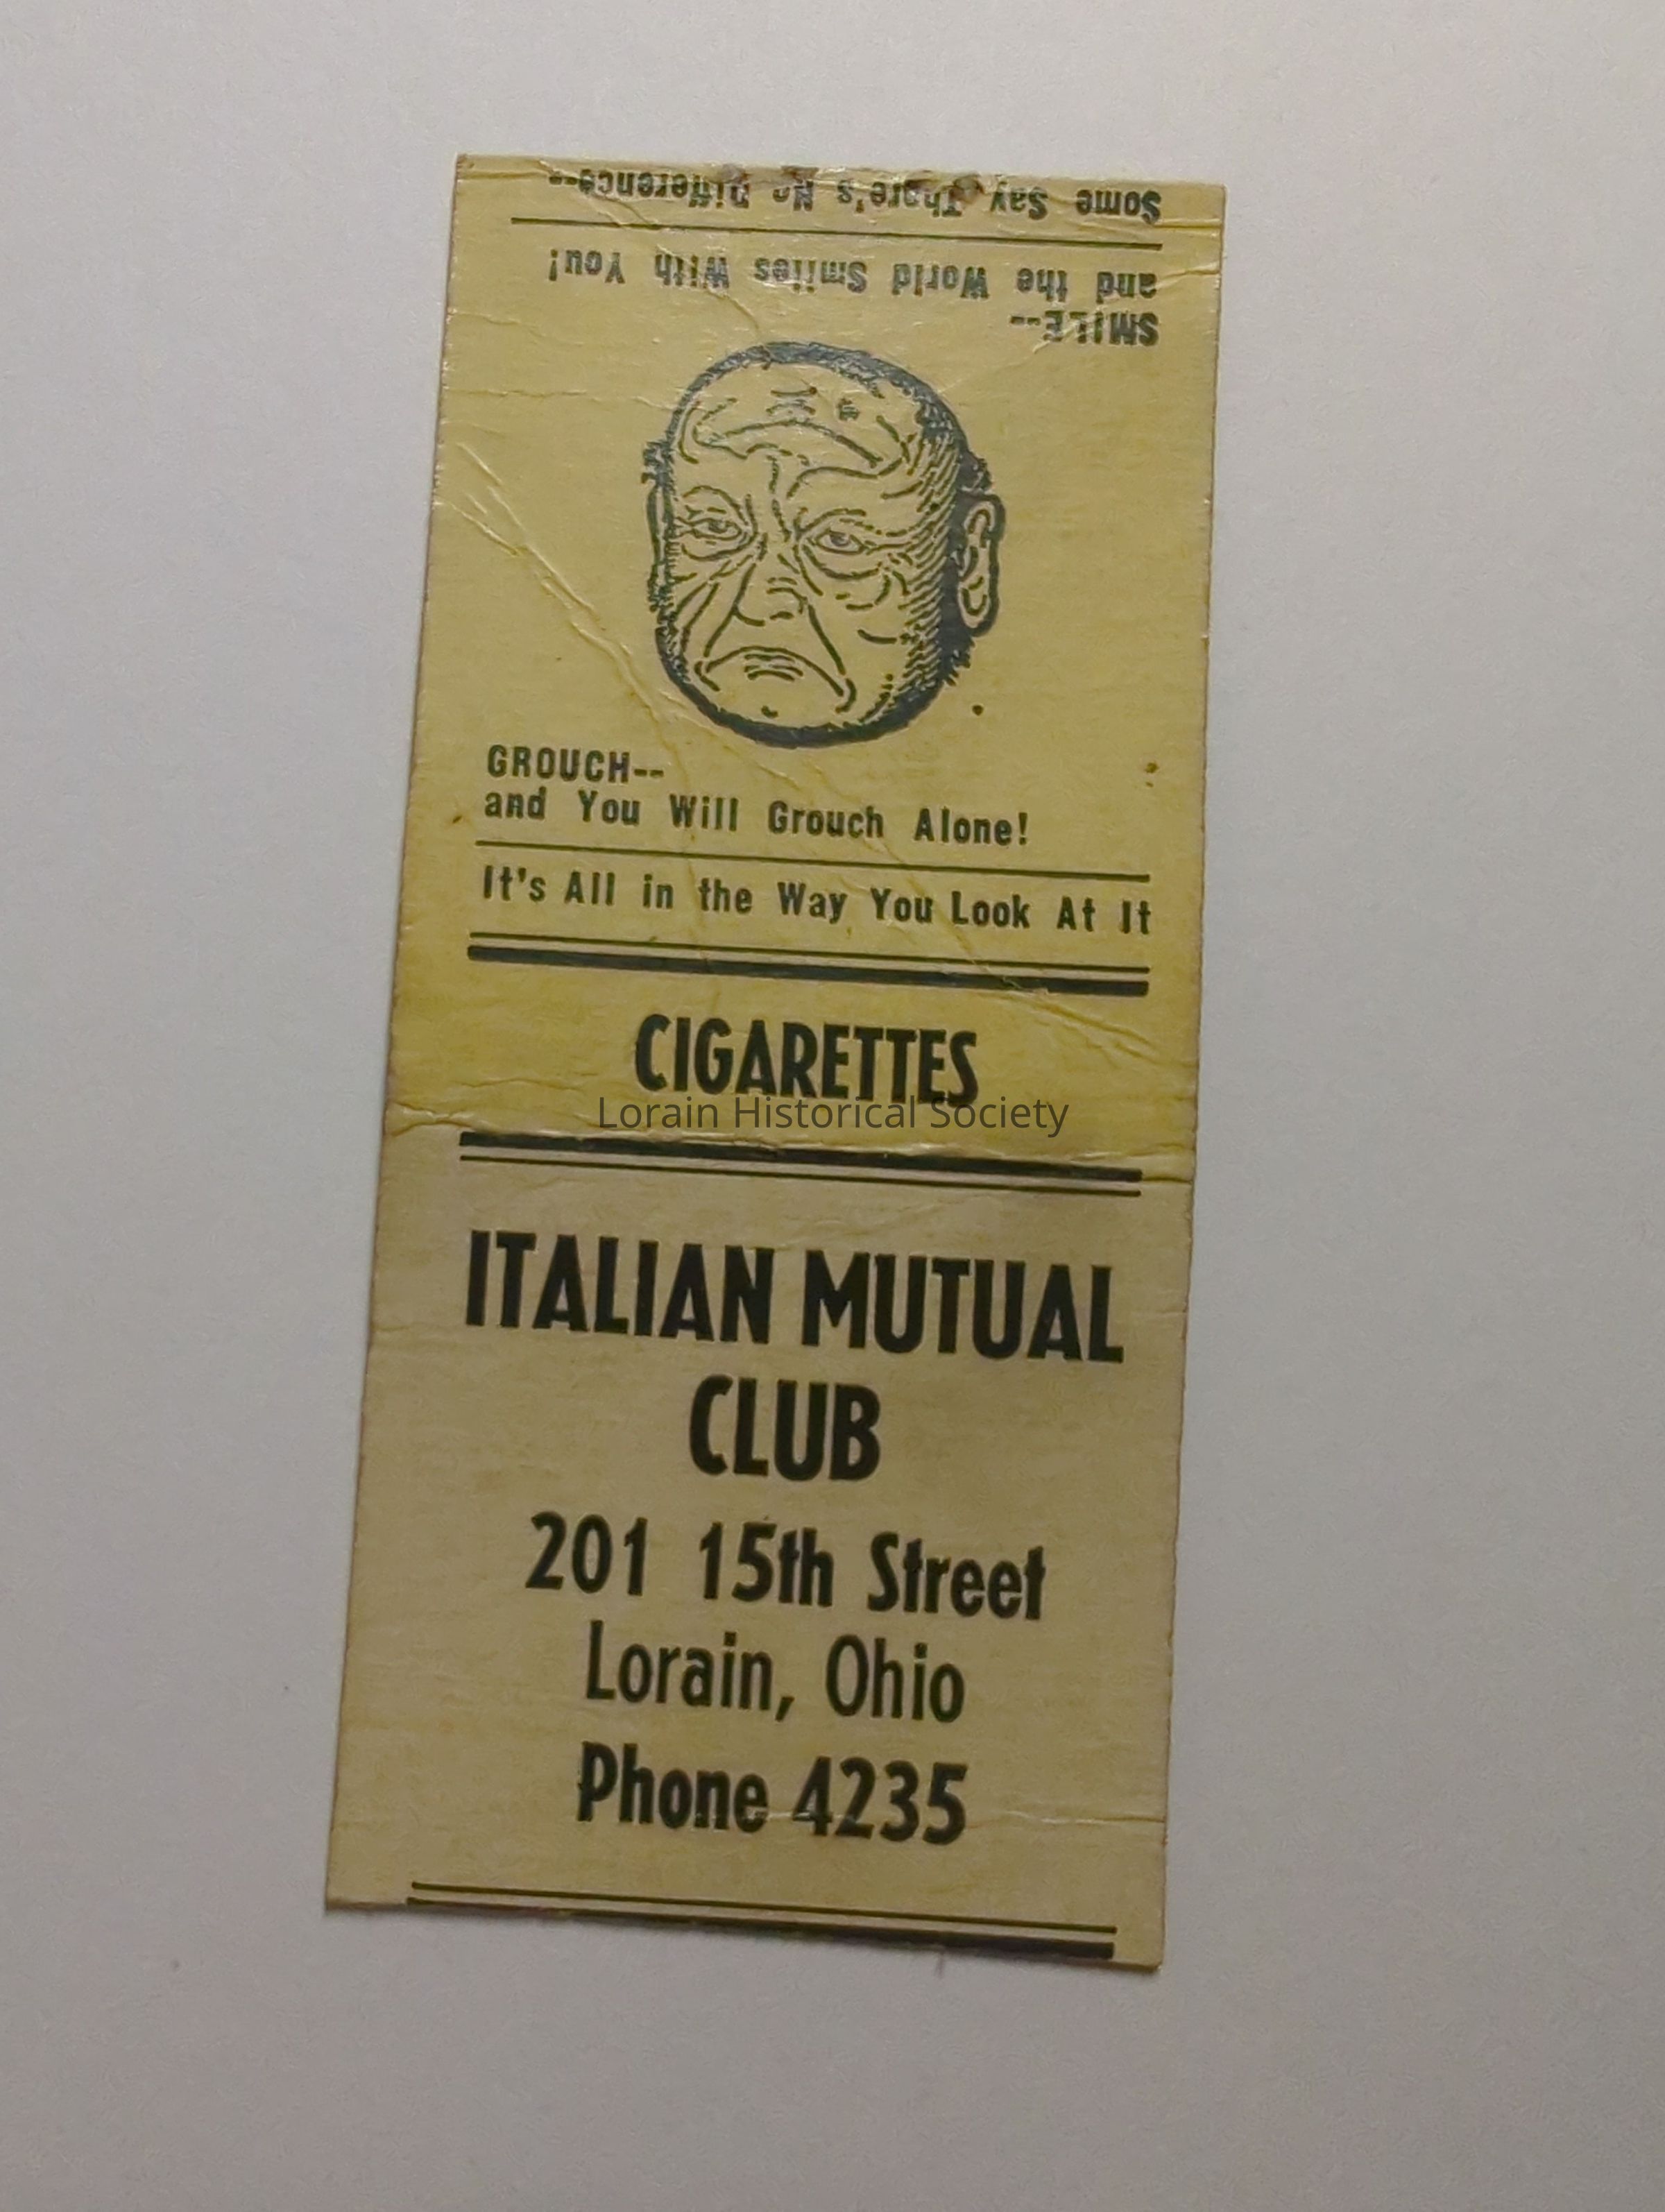 Some Say There's No Difference--
SMILE--
and the World Smiles With You!
GROUCH--
and You Will Grouch Alone!
It's All in the Way You Look At It
CIGARETTES
Lorain Historical Society
ITALIAN MUTUAL
CLUB
201 15th Street
Lorain, Ohio
Phone 4235